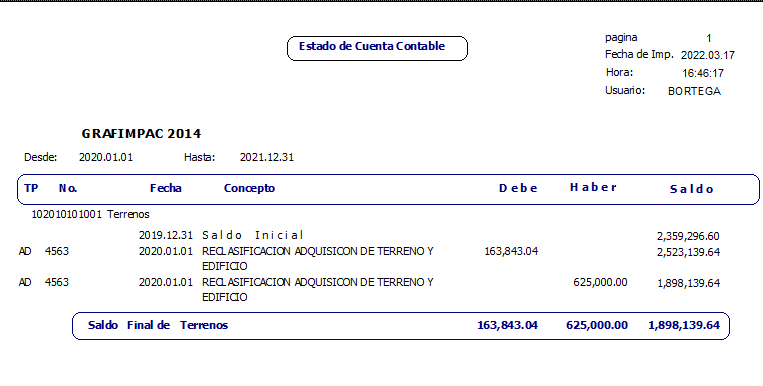 pagina 1
Estado de Cuenta Contable
Fecha de Imp. 2022.03.17
Hora: 16:46:17
Usuario: BORTEGA
GRAFIMPAC 2014
Desde: 2020.01.01 Hasta: 2021.12.31
TP No. Fecha Concepto Debe Haber Saldo
102010101001 Terrenos
2019.12.31 Saldo Inicial 2,359,296.60
AD 4563 2020.01.01 RECLASIFICACION ADQUISICON DE TERRENO Y 163,843.04 2,523,139.64
EDIFICIO
AD 4563 2020.01.01 RECLASIFICACION ADQUISICON DE TERRENO Y 625,000.00 1,898,139.64
EDIFICIO
Saldo Final de Terrenos 163,843.04 625,000.00 1,898,139.64